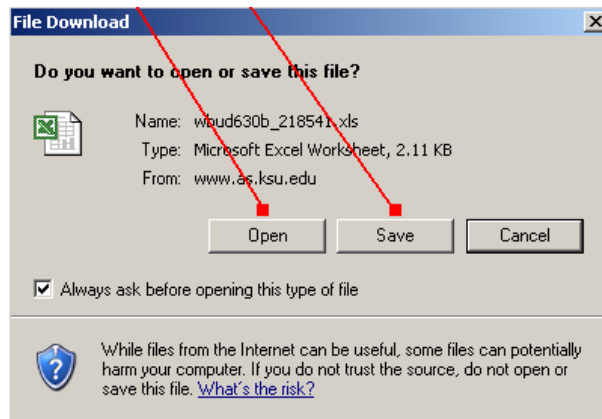 File Download
Do you want to open or save this file?
Name: wbud630b_218541.xls
Type: Microsoft Excel Worksheet, 2.11 KB
From: www.as.ksu.edu
Open Save Cancel
Always ask before opening this type of file
While files from the Internet can be useful, some files can potentially
harm your computer. If you do not trust the source, do not open or
save this file. What's the risk?